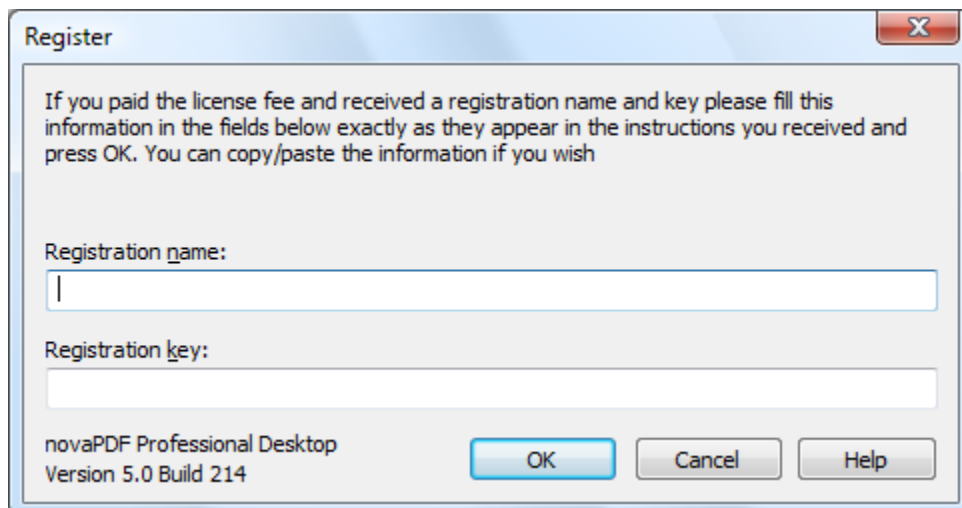 Register
If you paid the license fee and received a registration name and key please fill this
information in the fields below exactly as they appear in the instructions you received and
press OK. You can copy/paste the information if you wish
Registration name:
Registration key:
novaPDF Professional Desktop
Version 5.0 Build 214
OK Cancel Help